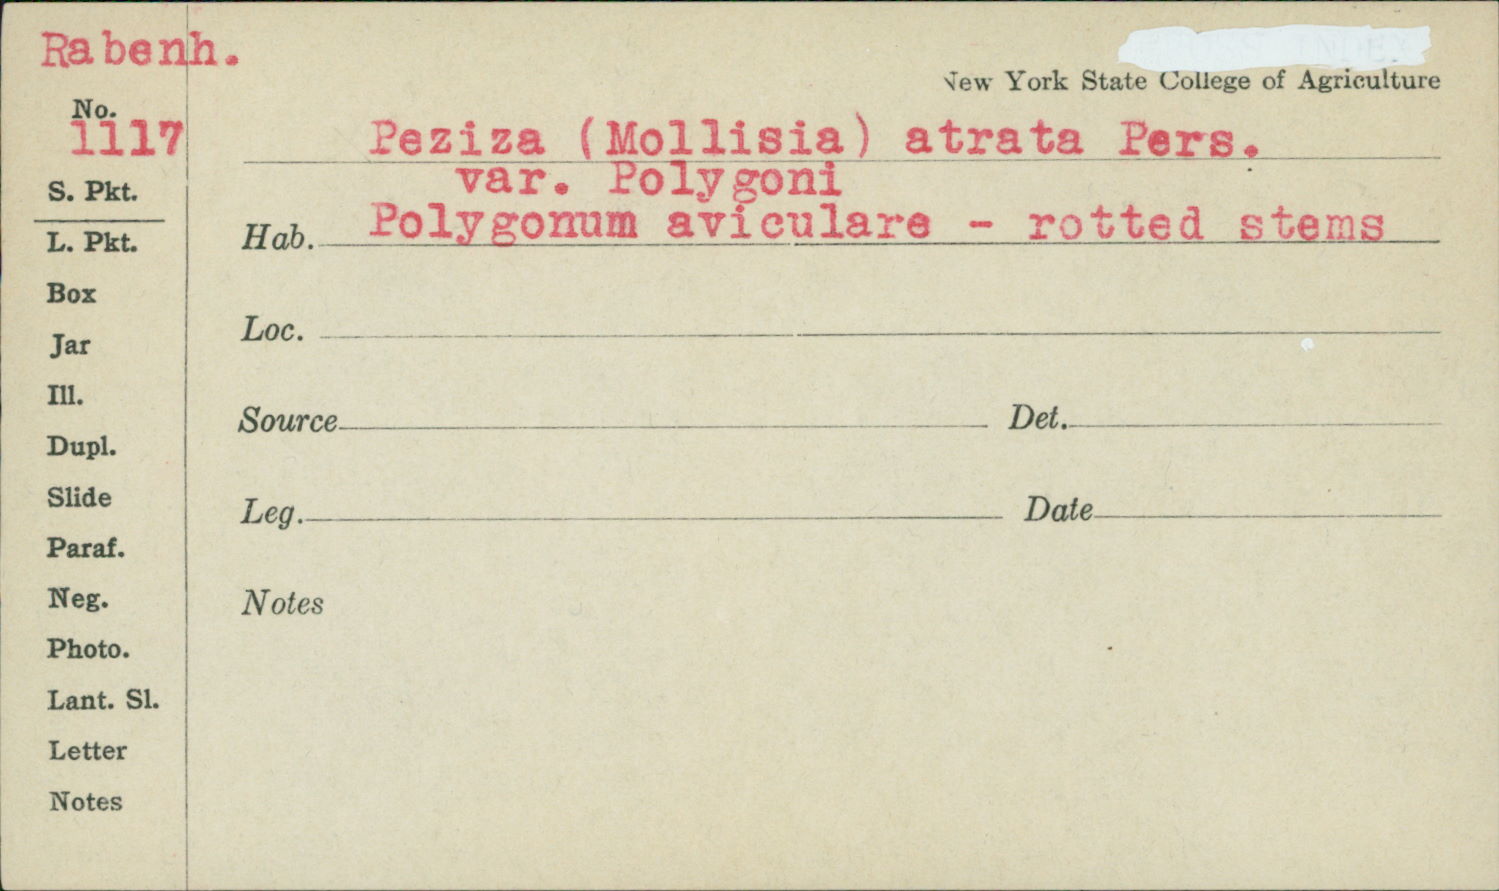 Rabenh.
New York State College of Agriculture
No.
1117
Peziza (Mollisia) atrata Pers.
var. Polygoni
S. Pkt.
Hab. Polygonum aviculare - rotted stems
L. Pkt.
Box
Loc.
Jar
Ill.
Source Det.
Dupl.
Slide
Leg. Date
Paraf.
Neg.
Notes
Photo.
Lant. Sl.
Letter
Notes